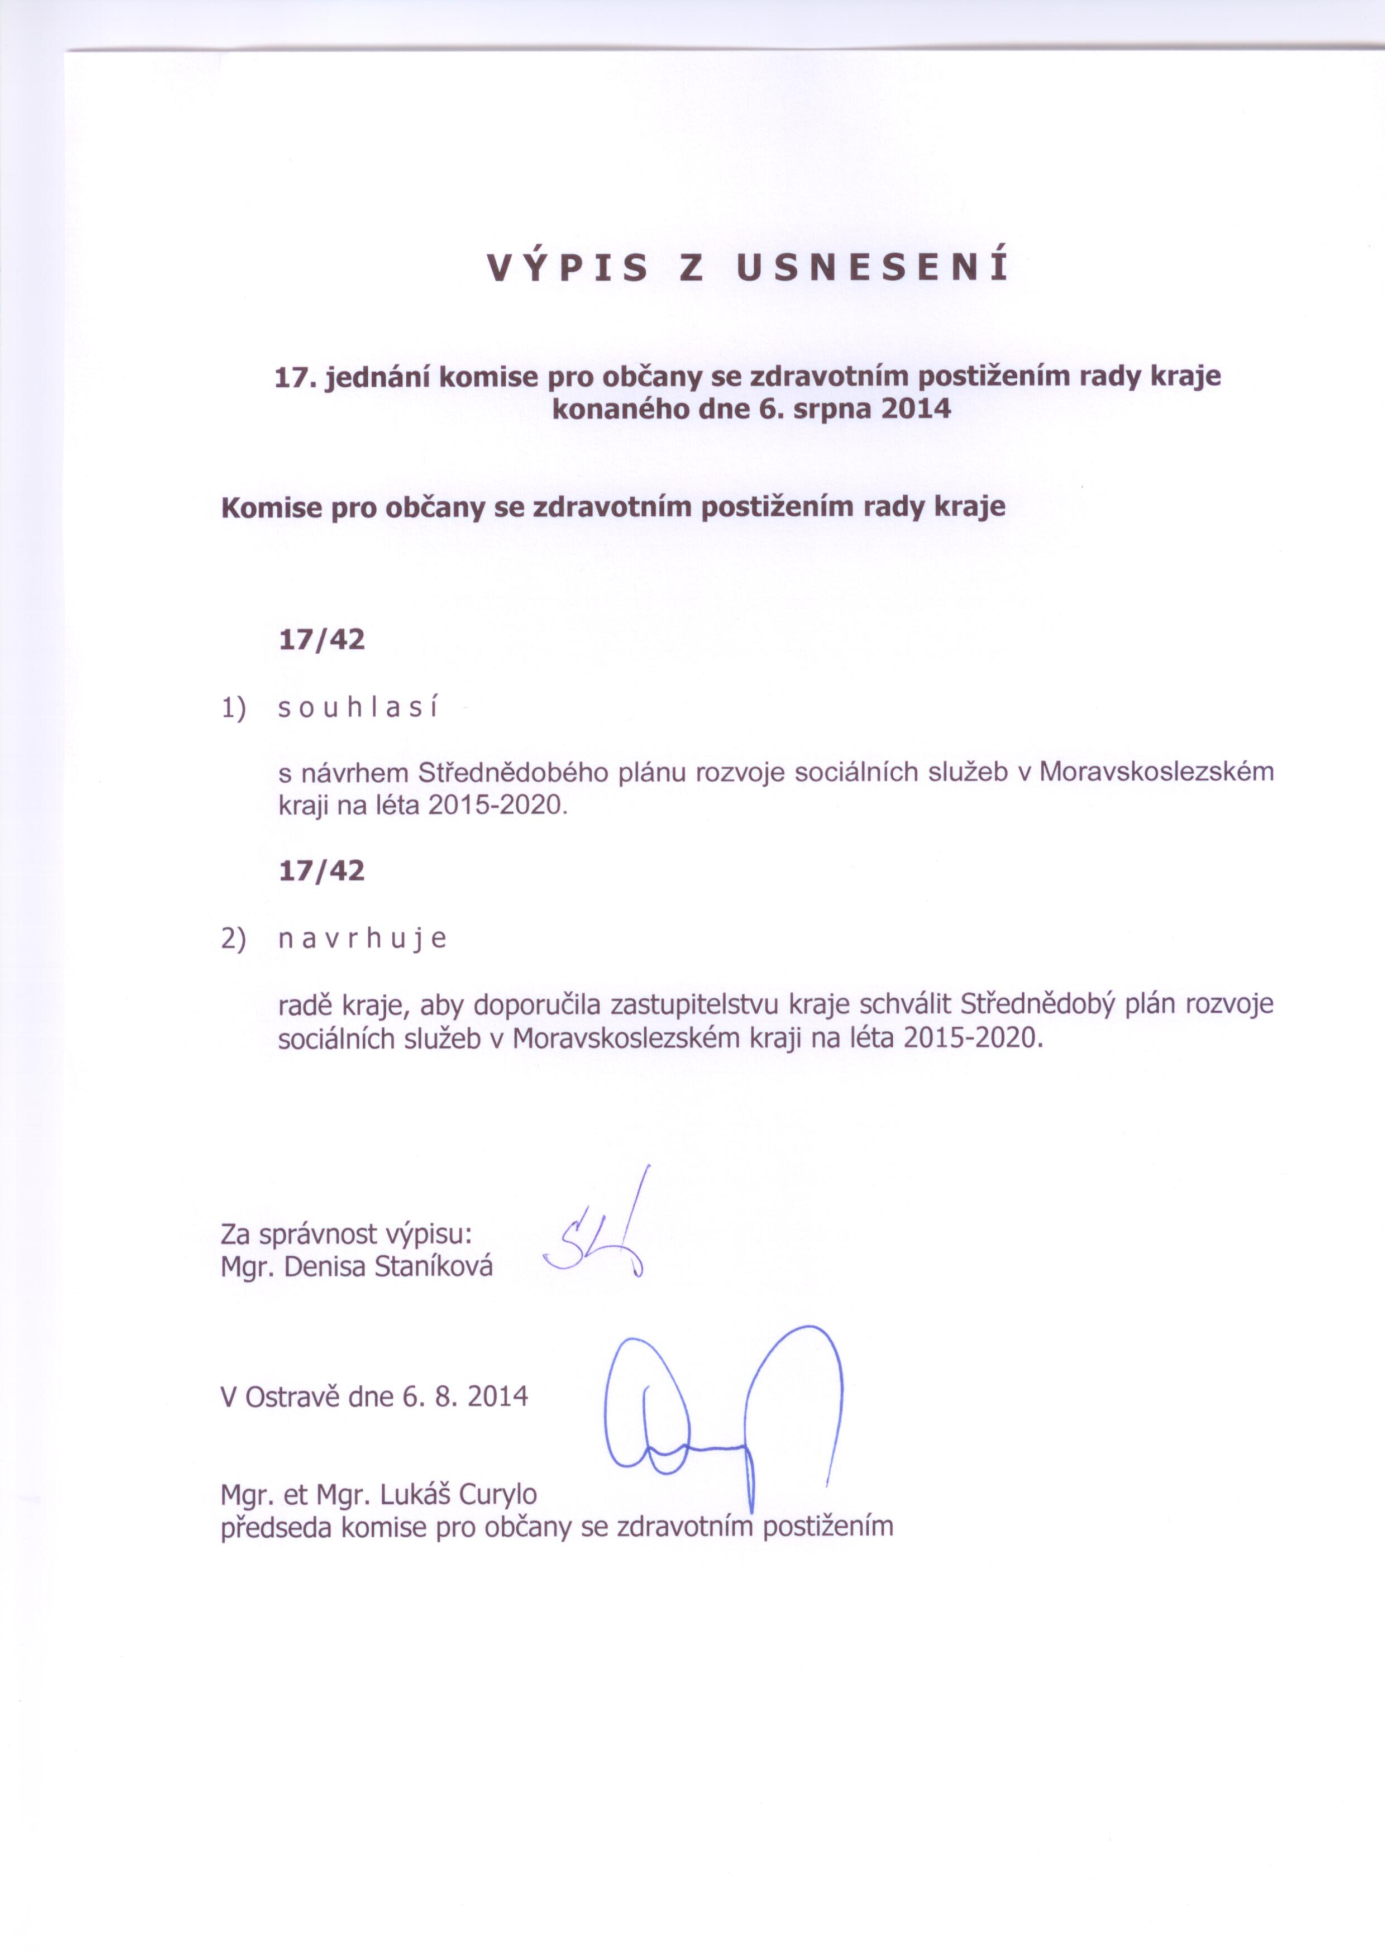 VÝPIS Z USNESENÍ
17. jednání komise pro občany se zdravotním postižením rady kraje
konaného dne 6. srpna 2014
Komise pro občany se zdravotním postižením rady kraje
17/42
1) souhlasí
s návrhem Střednědobého plánu rozvoje sociálních služeb v Moravskoslezském
kraji na léta 2015-2020.
17/42
2) navrhuje
radě kraje, aby doporučila zastupitelstvu kraje schválit Střednědobý plán rozvoje
sociálních služeb v Moravskoslezském kraji na léta 2015-2020.
Za správnost výpisu:
Mgr. Denisa Staníková
V Ostravě dne 6. 8. 2014
Mgr. et Mgr. Lukáš Curylo
předseda komise pro občany se zdravotním postižením